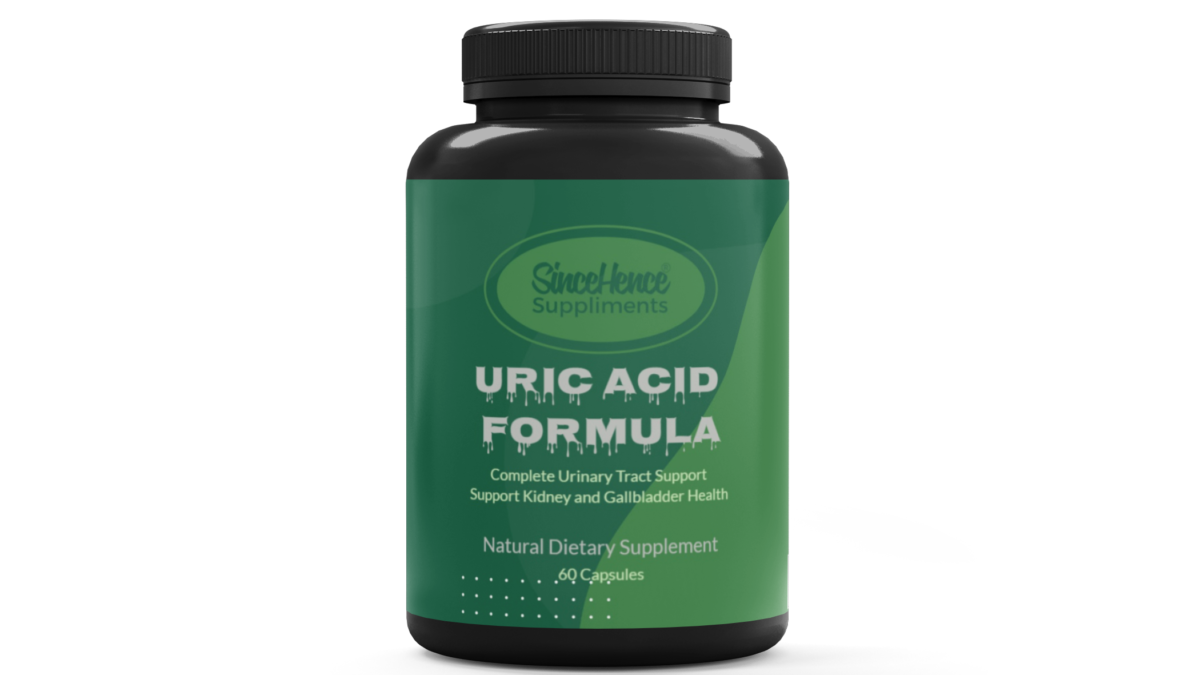 SinceHence®
Suppliments
URIC ACID
FORMULA
Complete Urinary Tract Support
Support Kidney and Gallbladder Health
Natural Dietary Supplement
60 Capsules